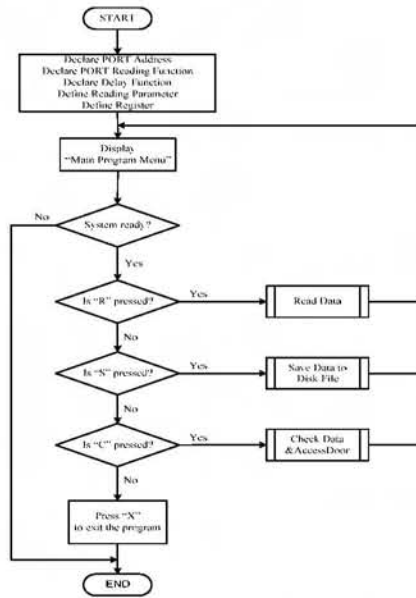 START
Declare PORT Address
Declare PORT Reading Function
Declare Delay Function
Define Reading Parameter
Define Register
Display
"Main Program Menu"
No
System ready?
Yes
Is "R" pressed?
Yes
Read Data
No
Is "S" pressed?
Yes
Save Data to
Disk File
No
Is "C" pressed?
Yes
Check Data
&AccessDoor
No
Press "X"
to exit the program
END